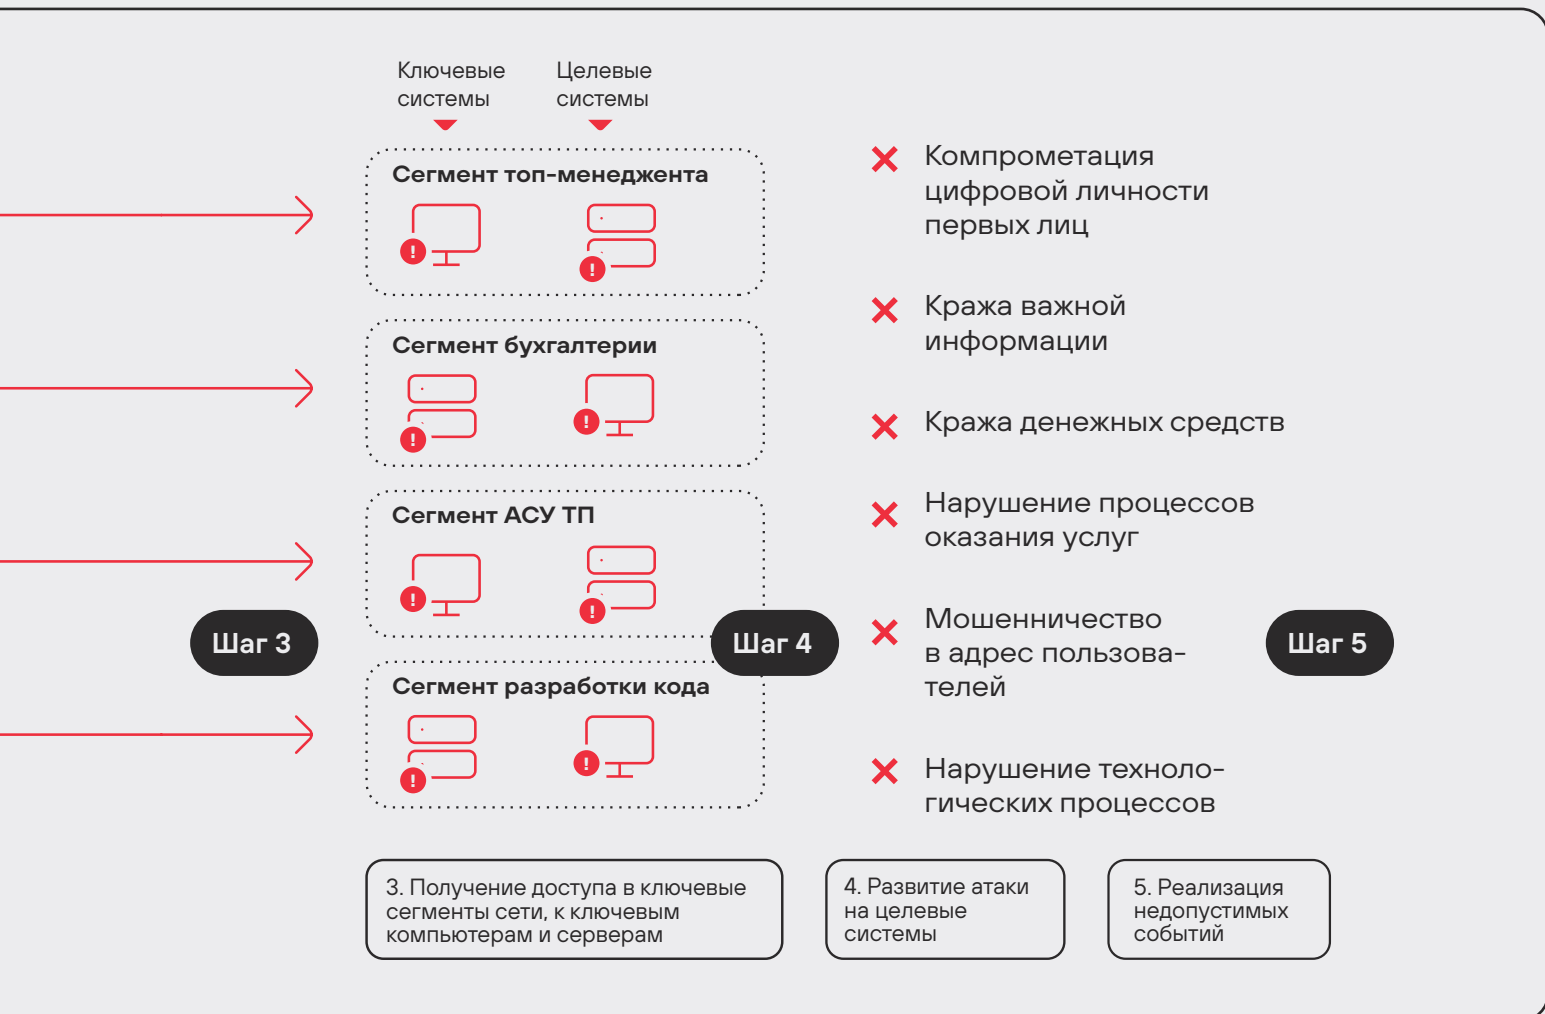 Ключевые
системы
Целевые
системы
Сегмент топ-менеджента
!
!
Сегмент бухгалтерии
!
!
Сегмент АСУ ТП
!
!
Сегмент разработки кода
!
!
Компрометация
цифровой личности
первых лиц
Кража важной
информации
Кража денежных средств
Нарушение процессов
оказания услуг
Мошенничество
в адрес пользова-
телей
Нарушение техноло-
гических процессов
Шаг 3
Шаг 4
Шаг 5
3. Получение доступа в ключевые
сегменты сети, к ключевым
компьютерам и серверам
4. Развитие атаки
на целевые
системы
5. Реализация
недопустимых
событий